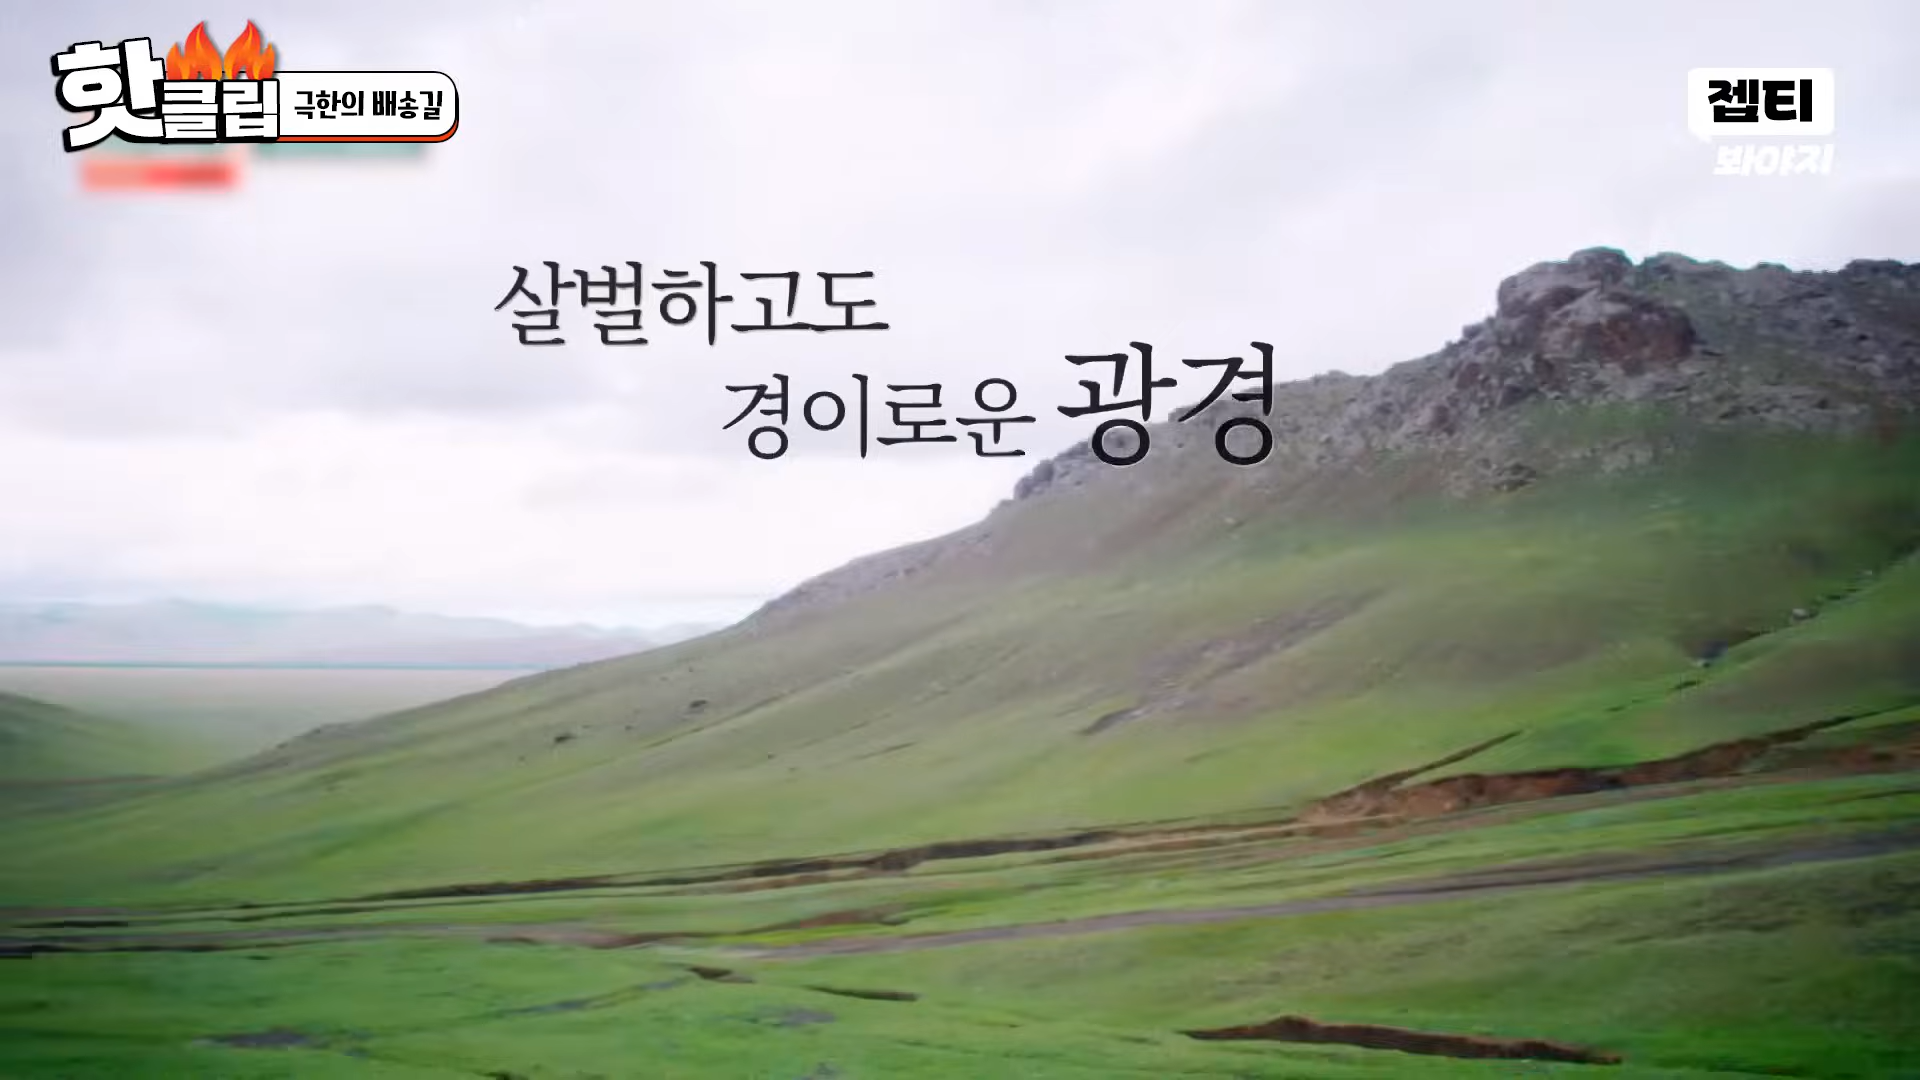 핫클립 극한의 배송길
젭티
봐야지
살벌하고도
경이로운 광경